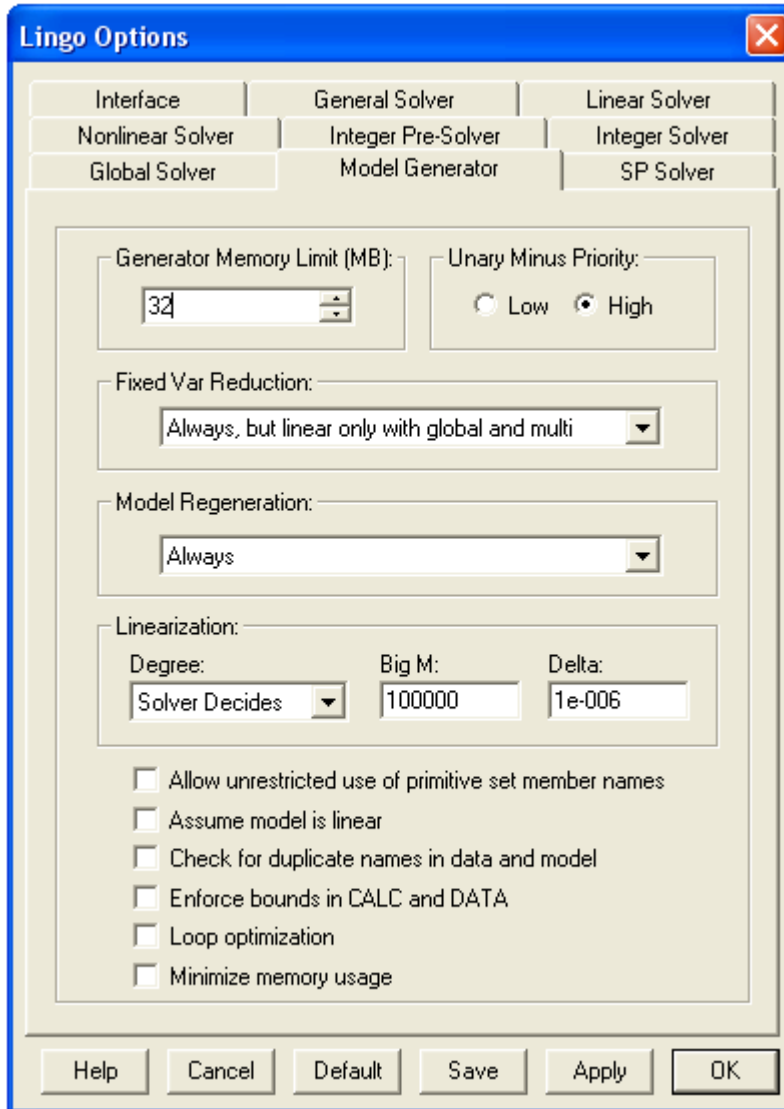 Lingo Options
Interface General Solver Linear Solver
Nonlinear Solver Integer Pre-Solver Integer Solver
Global Solver Model Generator SP Solver
Generator Memory Limit (MB): Unary Minus Priority:
32 Low High
Fixed Var Reduction:
Always, but linear only with global and multi
Model Regeneration:
Always
Linearization:
Degree: Big M: Delta:
Solver Decides 100000 1e-006
Allow unrestricted use of primitive set member names
Assume model is linear
Check for duplicate names in data and model
Enforce bounds in CALC and DATA
Loop optimization
Minimize memory usage
Help Cancel Default Save Apply OK